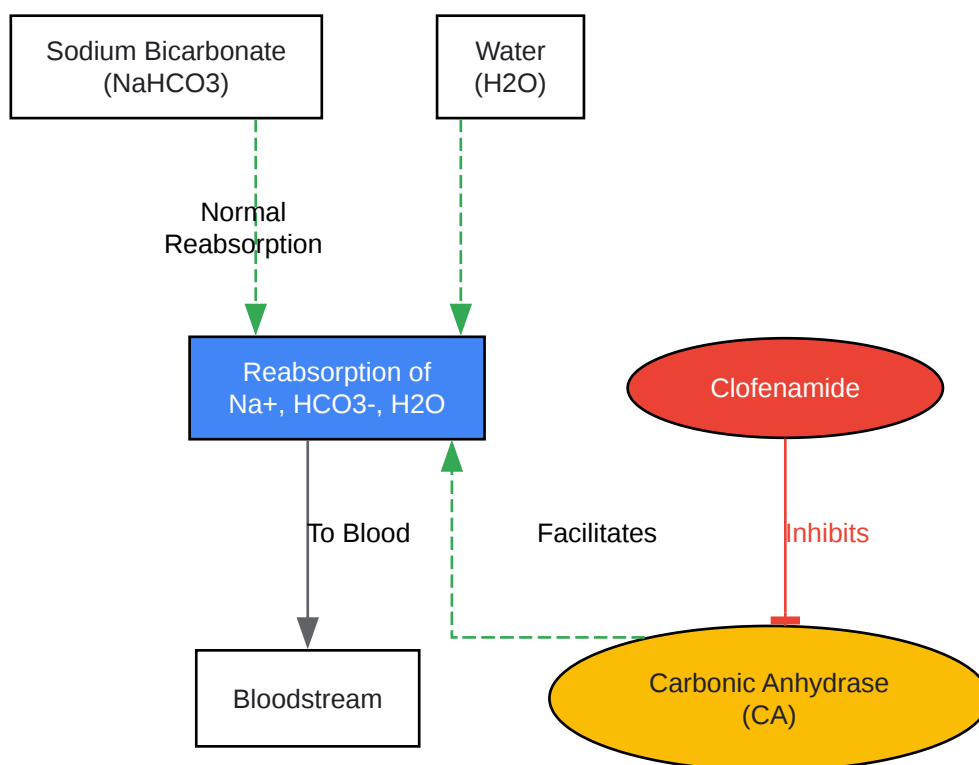 Sodium Bicarbonate
(NaHCO3)
Water
(H2O)
Normal
Reabsorption
Reabsorption of
Na+, HCO3-, H2O
Clofenamide
To Blood
Facilitates
Inhibits
Bloodstream
Carbonic Anhydrase
(CA)